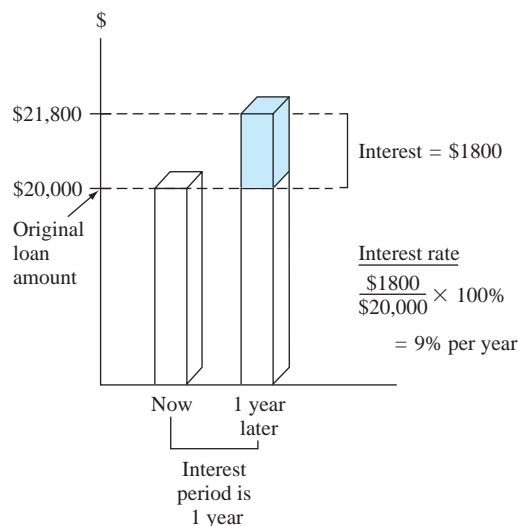 $
$21,800
Interest = $1800
$20,000
Original
loan
amount
Interest rate
$1800
$20,000
× 100%
= 9% per year
Now
1 year
later
Interest
period is
1 year